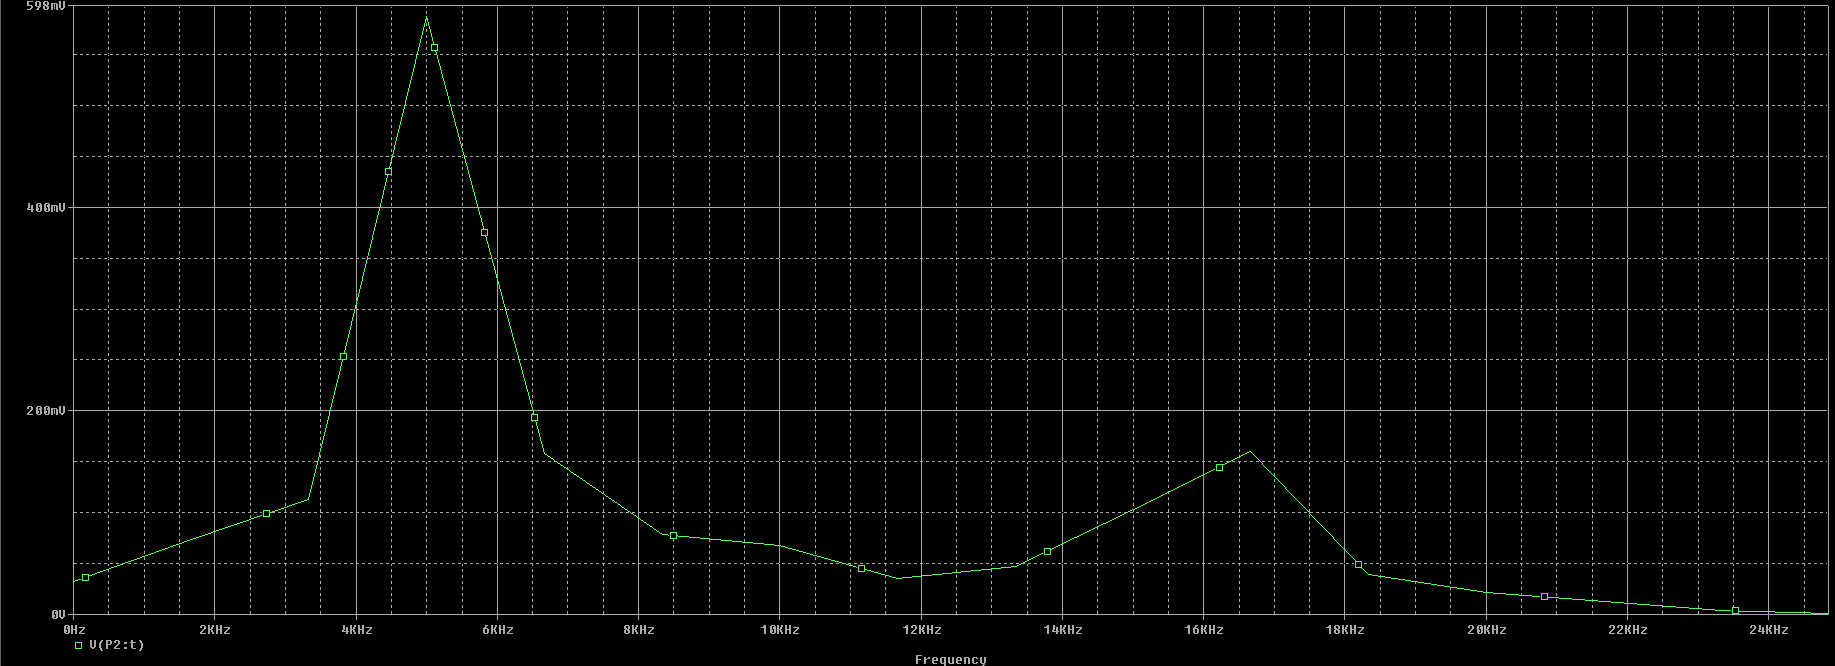 598mV
400mV
200mV
0V
0Hz 2KHz 4KHz 6KHz 8KHz 10KHz 12KHz 14KHz 16KHz 18KHz 20KHz 22KHz 24KHz
V(P2:t)
Frequency